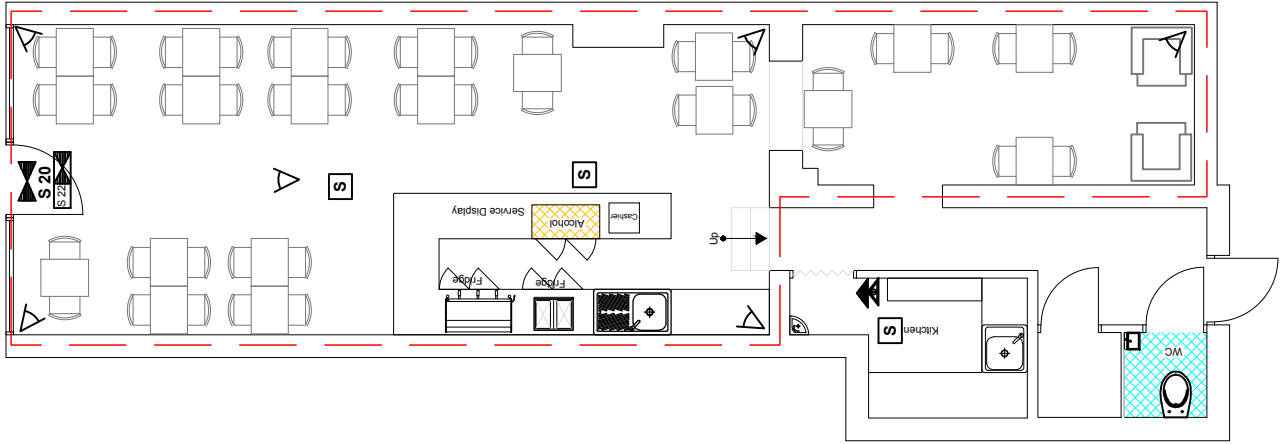 S 20
S 22
S
S
Service Display
Alcohol
Cashier
Up
Fridge
Fridge
S
Kitchen
WC